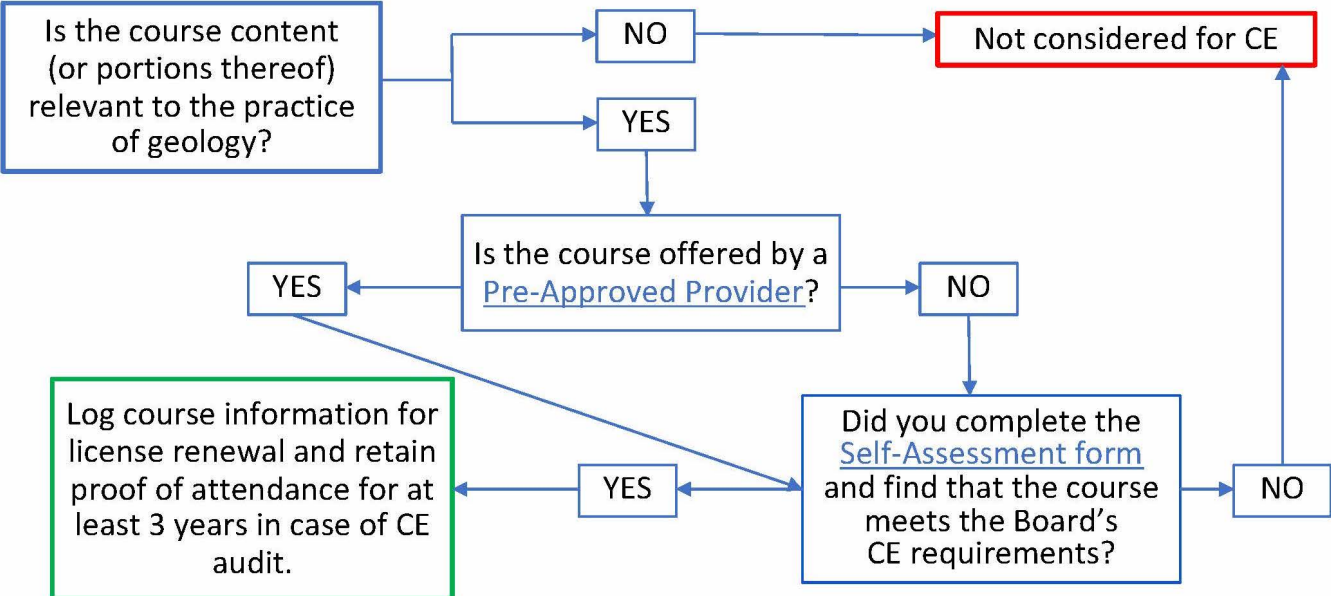 Is the course content
(or portions thereof)
relevant to the practice
of geology?
NO
Not considered for CE
YES
Is the course offered by a
Pre-Approved Provider?
YES
NO
Log course information for
license renewal and retain
proof of attendance for at
least 3 years in case of CE
audit.
YES
Did you complete the
Self-Assessment form
and find that the course
meets the Board's
CE requirements?
NO